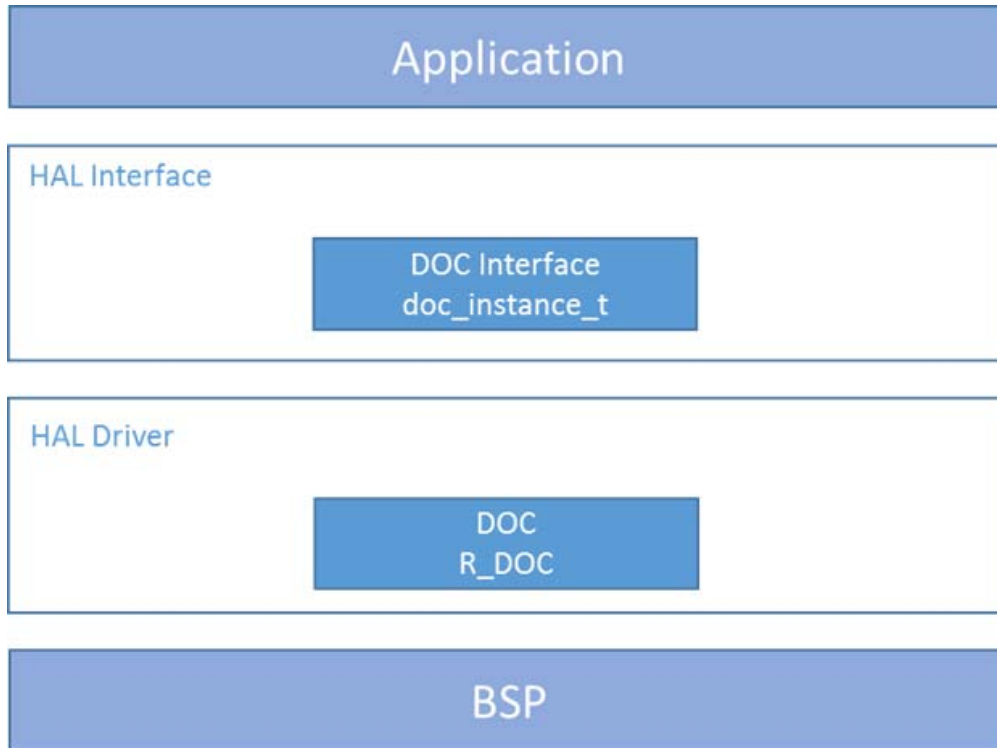 Application
HAL Interface
DOC Interface
doc_instance_t
HAL Driver
DOC
R_DOC
BSP